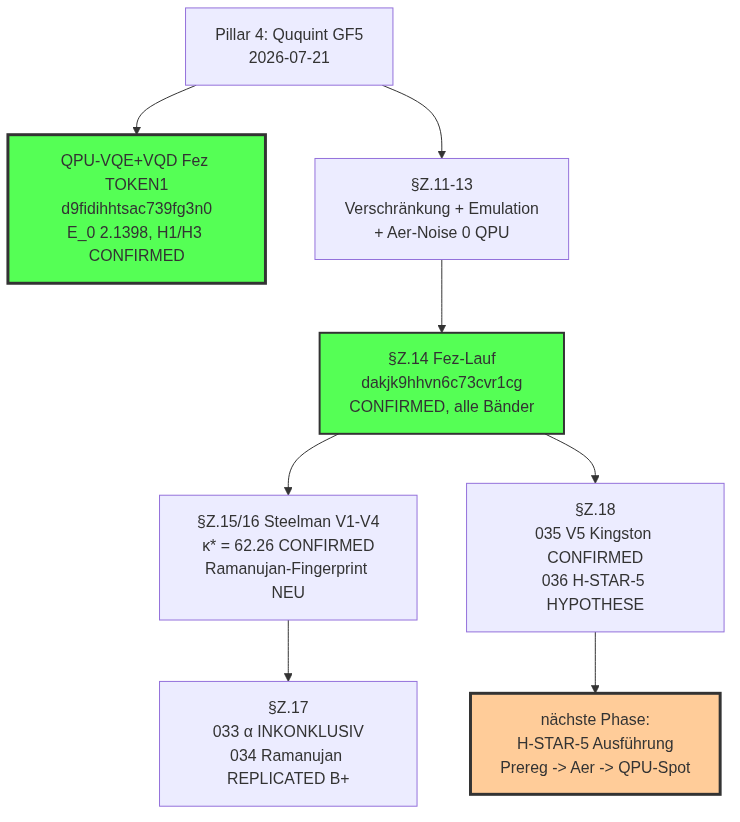 Pillar 4: Ququint GF5
2026-07-21
QPU-VQE+VQD Fez
TOKEN1
d9fidihhtsac739fg3n0
E_0 2.1398, H1/H3
CONFIRMED
§Z.11-13
Verschränkung + Emulation
+ Aer-Noise 0 QPU
§Z.14 Fez-Lauf
dakjk9hhvn6c73cvr1cg
CONFIRMED, alle Bänder
§Z.15/16 Steelman V1-V4
κ* = 62.26 CONFIRMED
Ramanujan-Fingerprint
NEU
§Z.18
035 V5 Kingston
CONFIRMED
036 H-STAR-5
HYPOTHESE
§Z.17
033 α INKONKLUSIV
034 Ramanujan
REPLICATED B+
nächste Phase:
H-STAR-5 Ausführung
Prereg -> Aer -> QPU-Spot